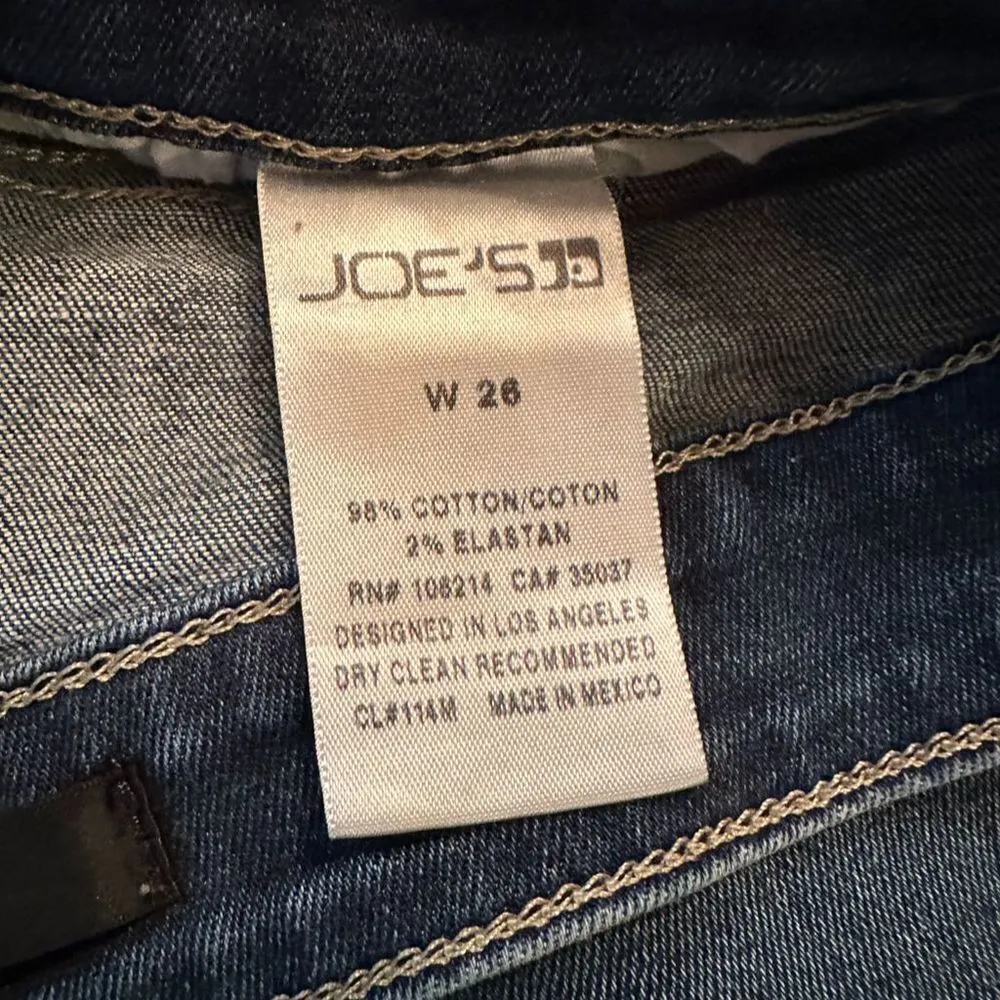 JOE'S
W 26
98% COTTON/COTON
2% ELASTAN
RN# 106214 CA# 35037
DESIGNED IN LOS ANGELES
DRY CLEAN RECOMMENDED
CL#114M MADE IN MEXICO